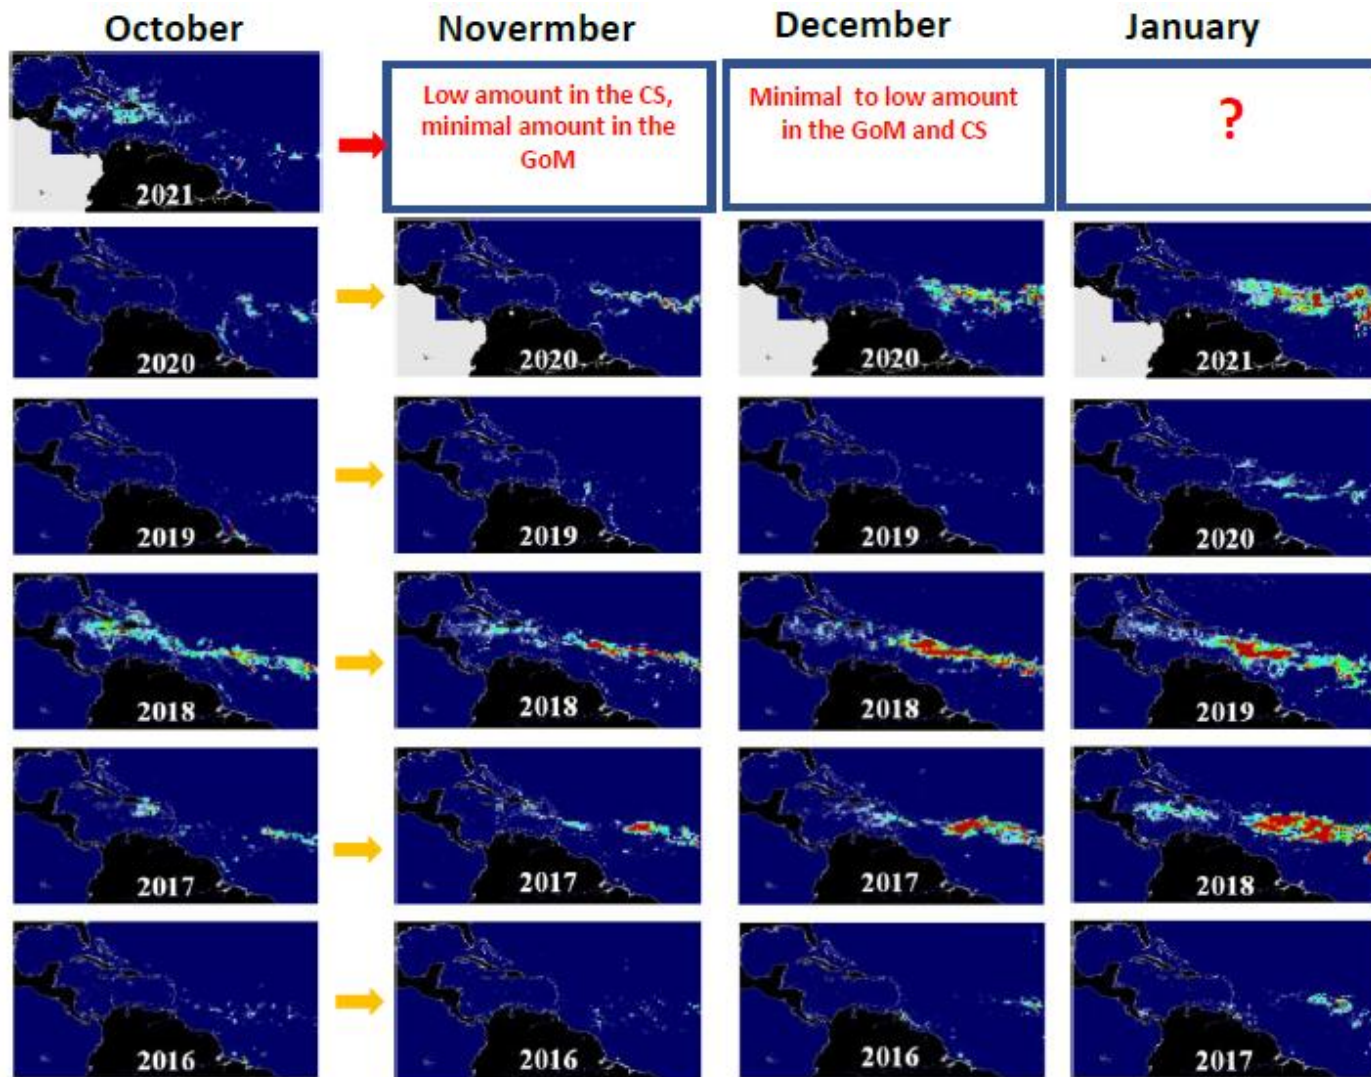 October
Novermber
December
January
Low amount in the CS,
minimal amount in the
GoM
Minimal to low amount
in the GoM and CS
?
2021
2020
2020
2020
2021
2019
2019
2019
2020
2018
2018
2018
2019
2017
2017
2017
2018
2016
2016
2016
2017